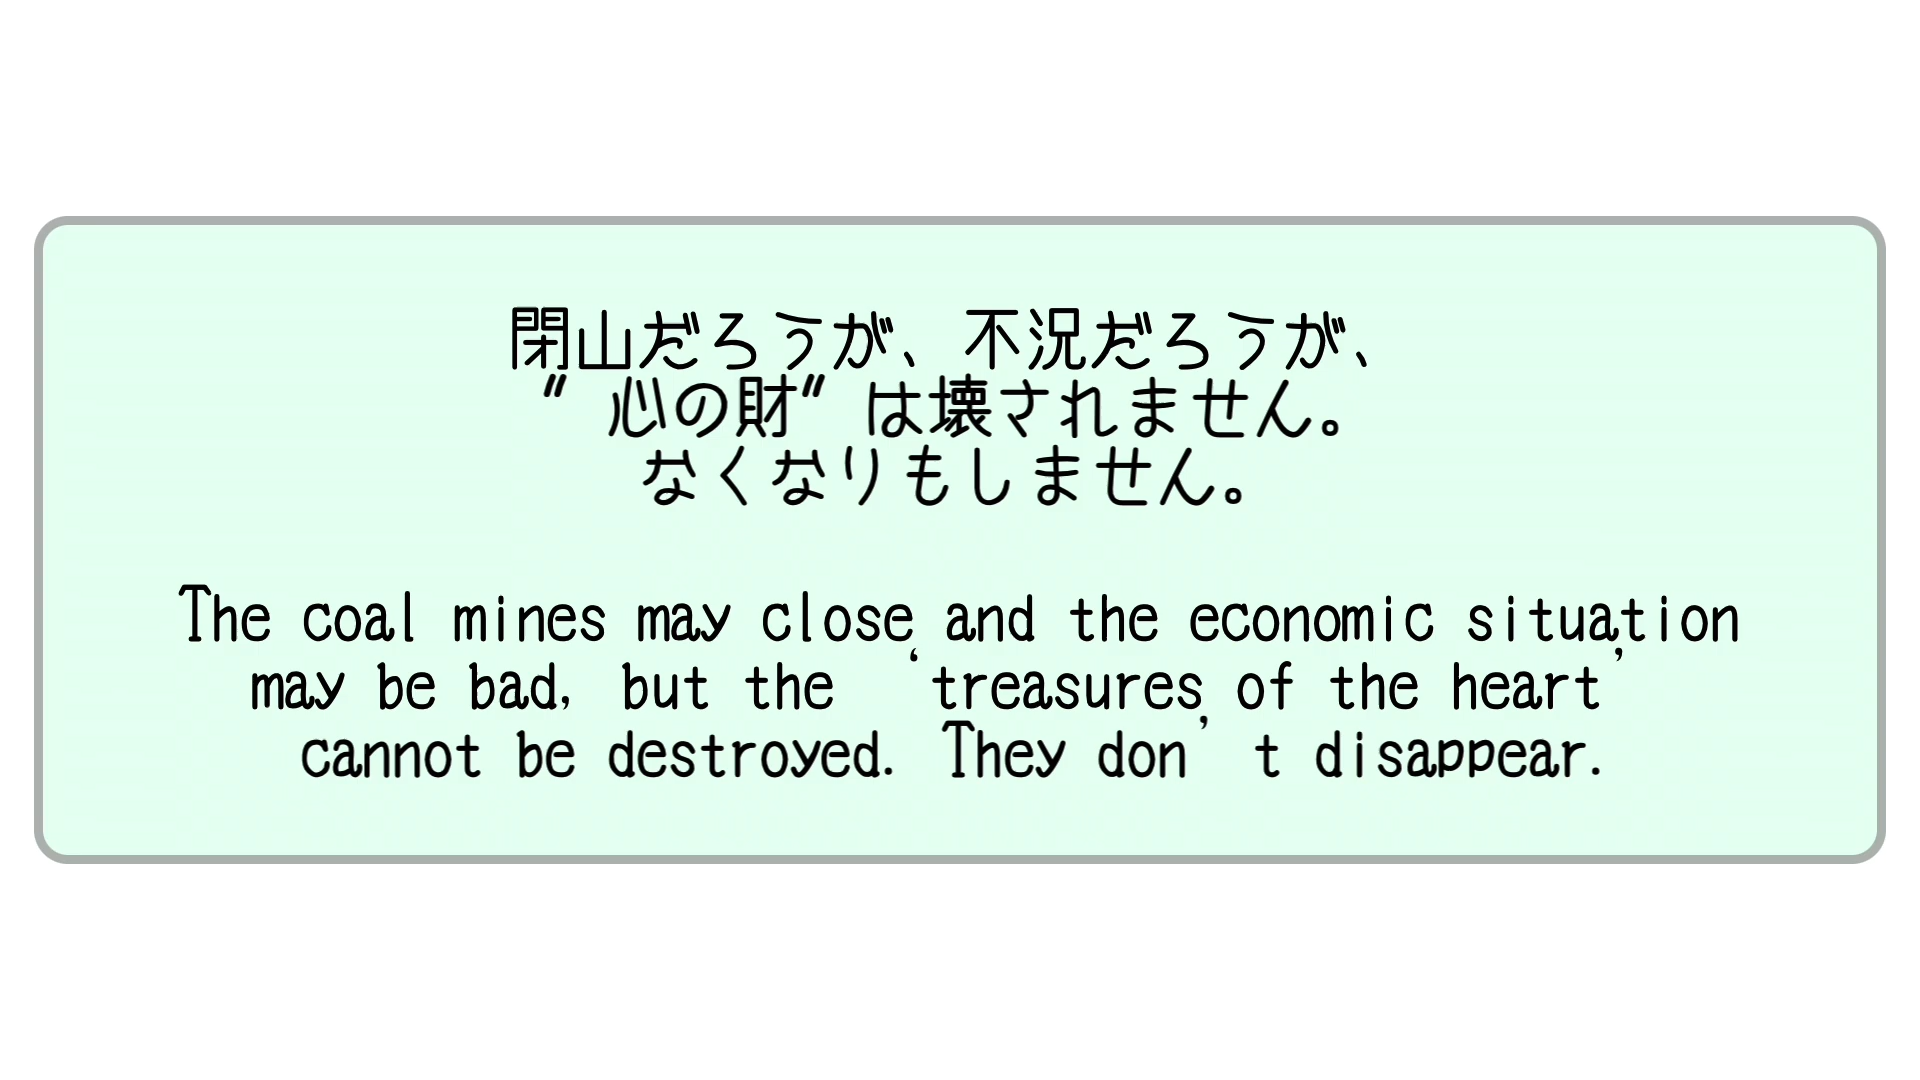 閉山だろうが、不況だろうが、
〃心の財〃は壊されません。
なくなりもしません。
The coal mines may close and the economic situation
may be bad, but the ‘treasures of the heart’
cannot be destroyed. They don’t disappear.